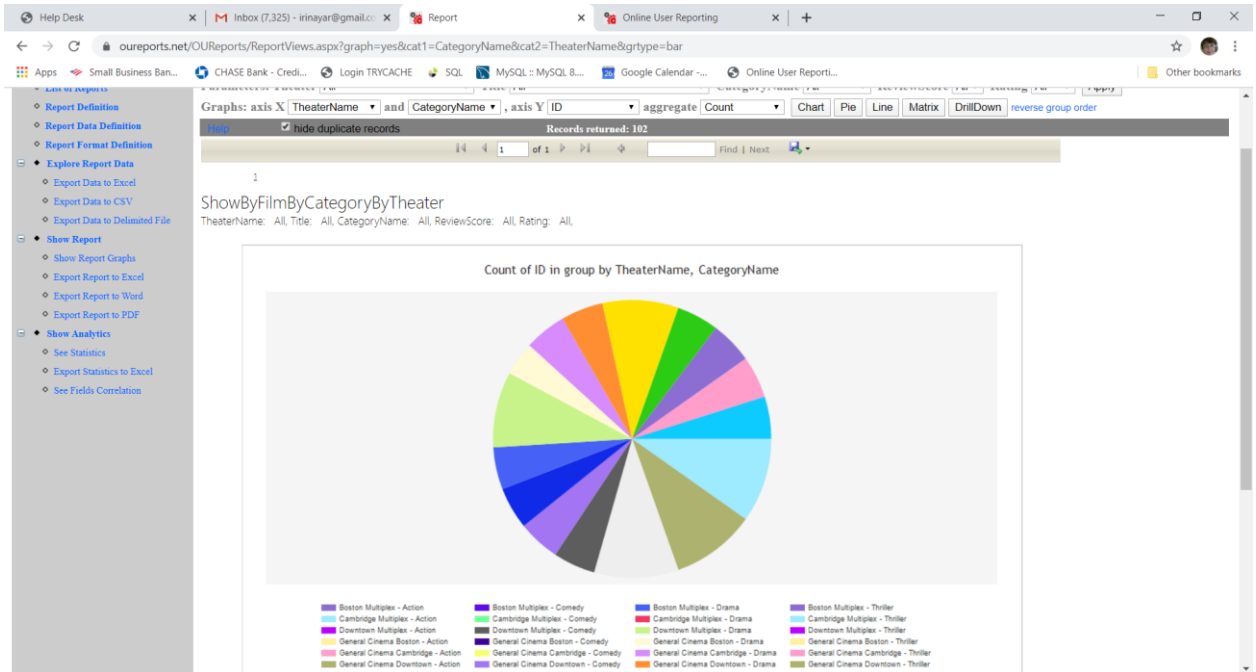 Help Desk
Inbox (7,325) - irinayar@gmail.co
Report
Online User Reporting
oureports.net/OUReports/ReportViews.aspx?graph=yes&cat1=CategoryName&cat2=TheaterName&grtype=bar
Apps Small Business Ban... CHASE Bank - Credi... Login TRYCACHE SQL MySQL :: MySQL 8.... 26 Google Calendar -... Online User Reporti... Other bookmarks
List of Reports
Report Definition
Report Data Definition
Report Format Definition
Explore Report Data
Export Data to Excel
Export Data to CSV
Export Data to Delimited File
Show Report
Show Report Graphs
Export Report to Excel
Export Report to Word
Export Report to PDF
Show Analytics
See Statistics
Export Statistics to Excel
See Fields Correlation
Graphs: axis X TheaterName and CategoryName , axis Y ID aggregate Count Chart Pie Line Matrix DrillDown reverse group order
Help hide duplicate records Records returned: 102
1 of 1 Find | Next
1
ShowByFilmByCategoryByTheater
TheaterName: All, Title: All, CategoryName: All, ReviewScore: All, Rating: All,
Count of ID in group by TheaterName, CategoryName
Boston Multiplex - Action Boston Multiplex - Comedy Boston Multiplex - Drama Boston Multiplex - Thriller
Cambridge Multiplex - Action Cambridge Multiplex - Comedy Cambridge Multiplex - Drama Cambridge Multiplex - Thriller
Downtown Multiplex - Action Downtown Multiplex - Comedy Downtown Multiplex - Drama Downtown Multiplex - Thriller
General Cinema Boston - Action General Cinema Boston - Comedy General Cinema Boston - Drama General Cinema Boston - Thriller
General Cinema Cambridge - Action General Cinema Cambridge - Comedy General Cinema Cambridge - Drama General Cinema Cambridge - Thriller
General Cinema Downtown - Action General Cinema Downtown - Comedy General Cinema Downtown - Drama General Cinema Downtown - Thriller